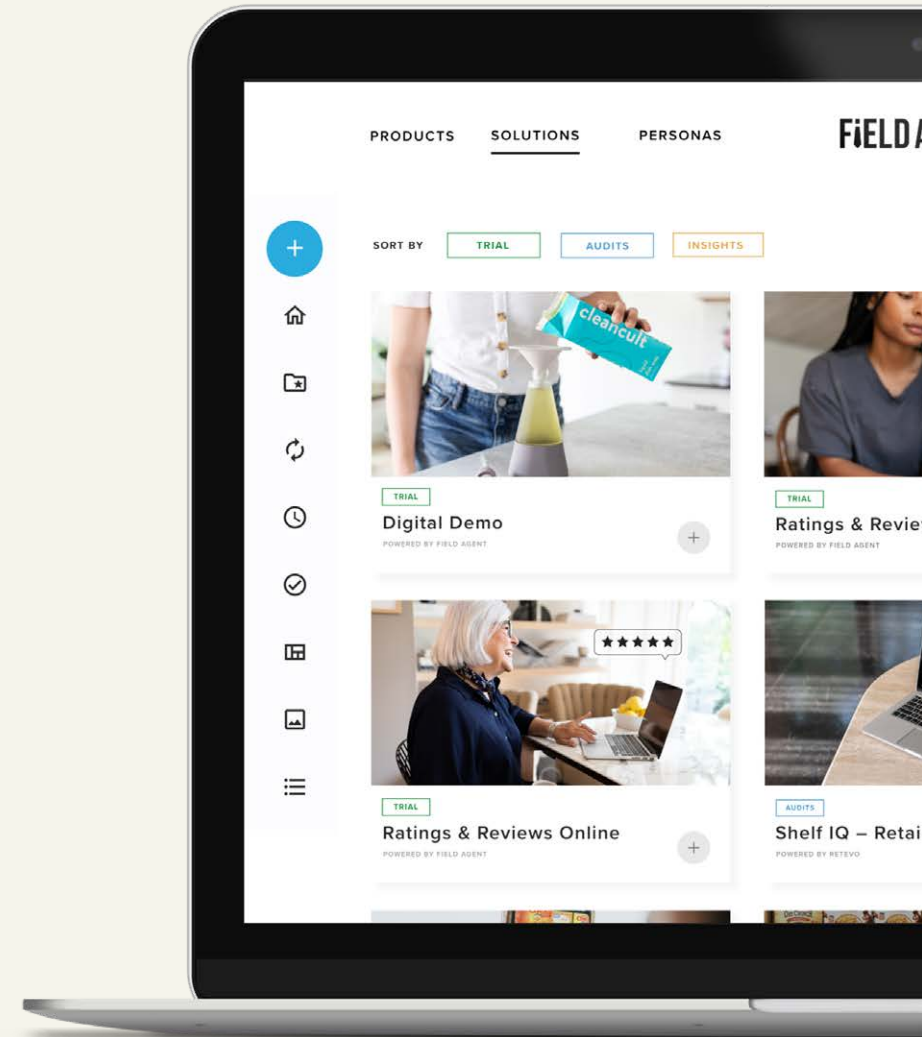 PRODUCTS SOLUTIONS PERSONAS FiELD A
SORT BY TRIAL AUDITS INSIGHTS
cleancult
TRIAL
Digital Demo
POWERED BY FIELD AGENT
TRIAL
Ratings & Revie
POWERED BY FIELD AGENT
TRIAL
Ratings & Reviews Online
POWERED BY FIELD AGENT
AUDITS
Shelf IQ – Retai
POWERED BY RETEVO